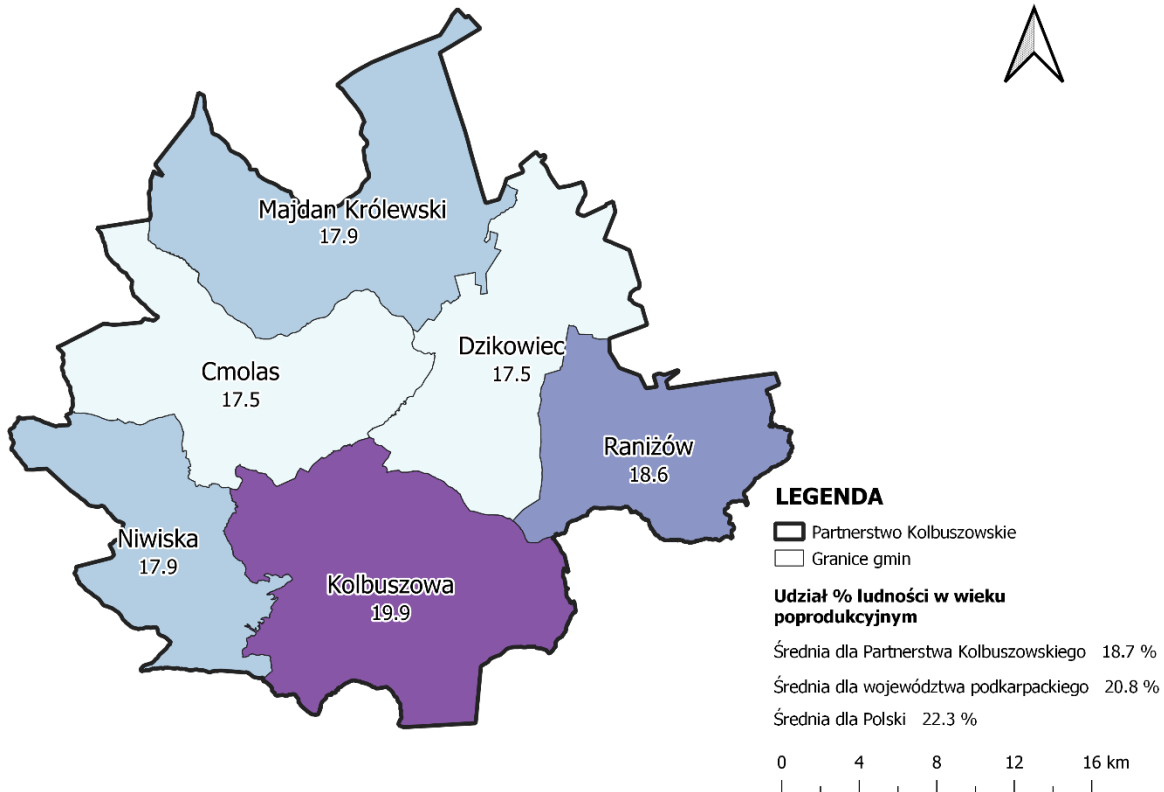 Majdan Królewski
17.9
Dzikowiec
17.5
Cmolas
17.5
Raniżów
18.6
Niwiska
17.9
Kolbuszowa
19.9
LEGENDA
Partnerstwo Kolbuszowskie
Granice gmin
Udział % ludności w wieku
poprodukcyjnym
Średnia dla Partnerstwa Kolbuszowskiego 18.7 %
Średnia dla województwa podkarpackiego 20.8 %
Średnia dla Polski 22.3 %
0 4 8 12 16 km